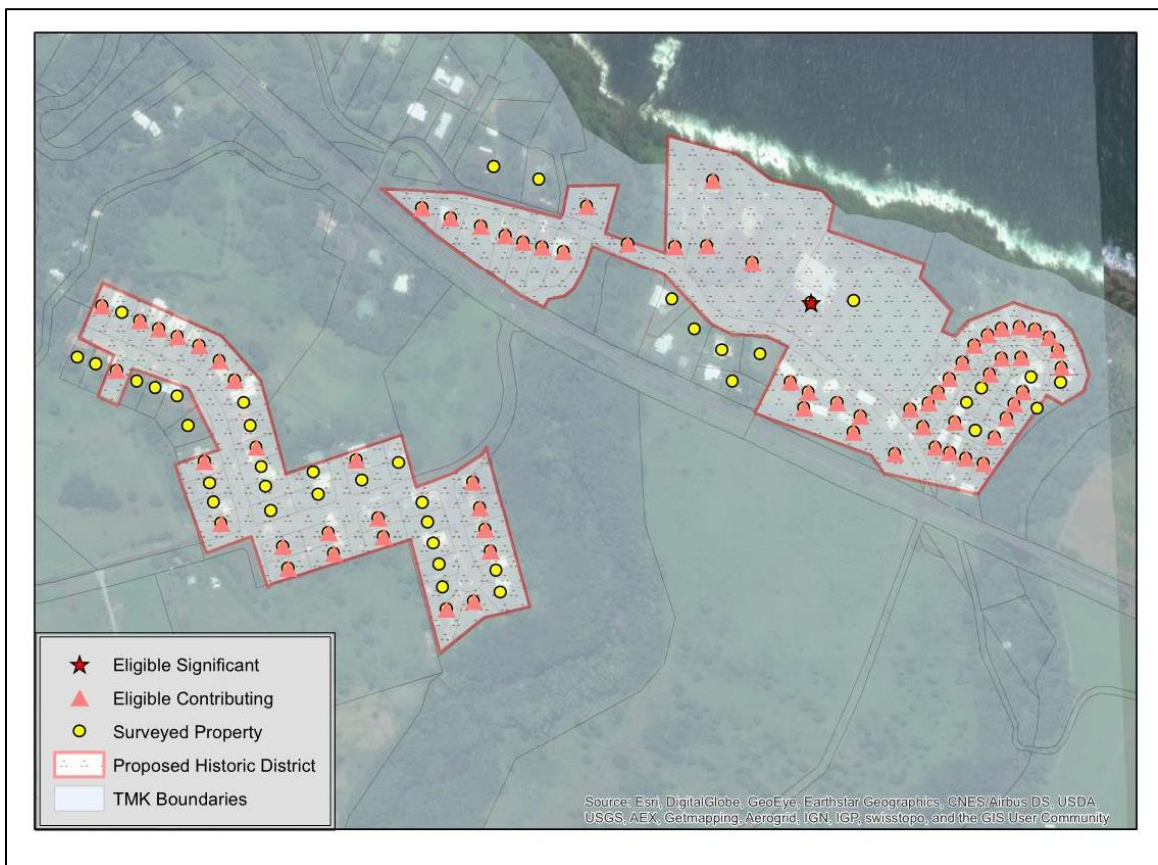 Eligible Significant
Eligible Contributing
Surveyed Property
Proposed Historic District
TMK Boundaries
Source: Esri, DigitalGlobe, GeoEye, Earthstar Geographics, CNES/Airbus DS, USDA,
USGS, AEX, Getmapping, Aerogrid, IGN, IGP, swisstopo, and the GIS User Community